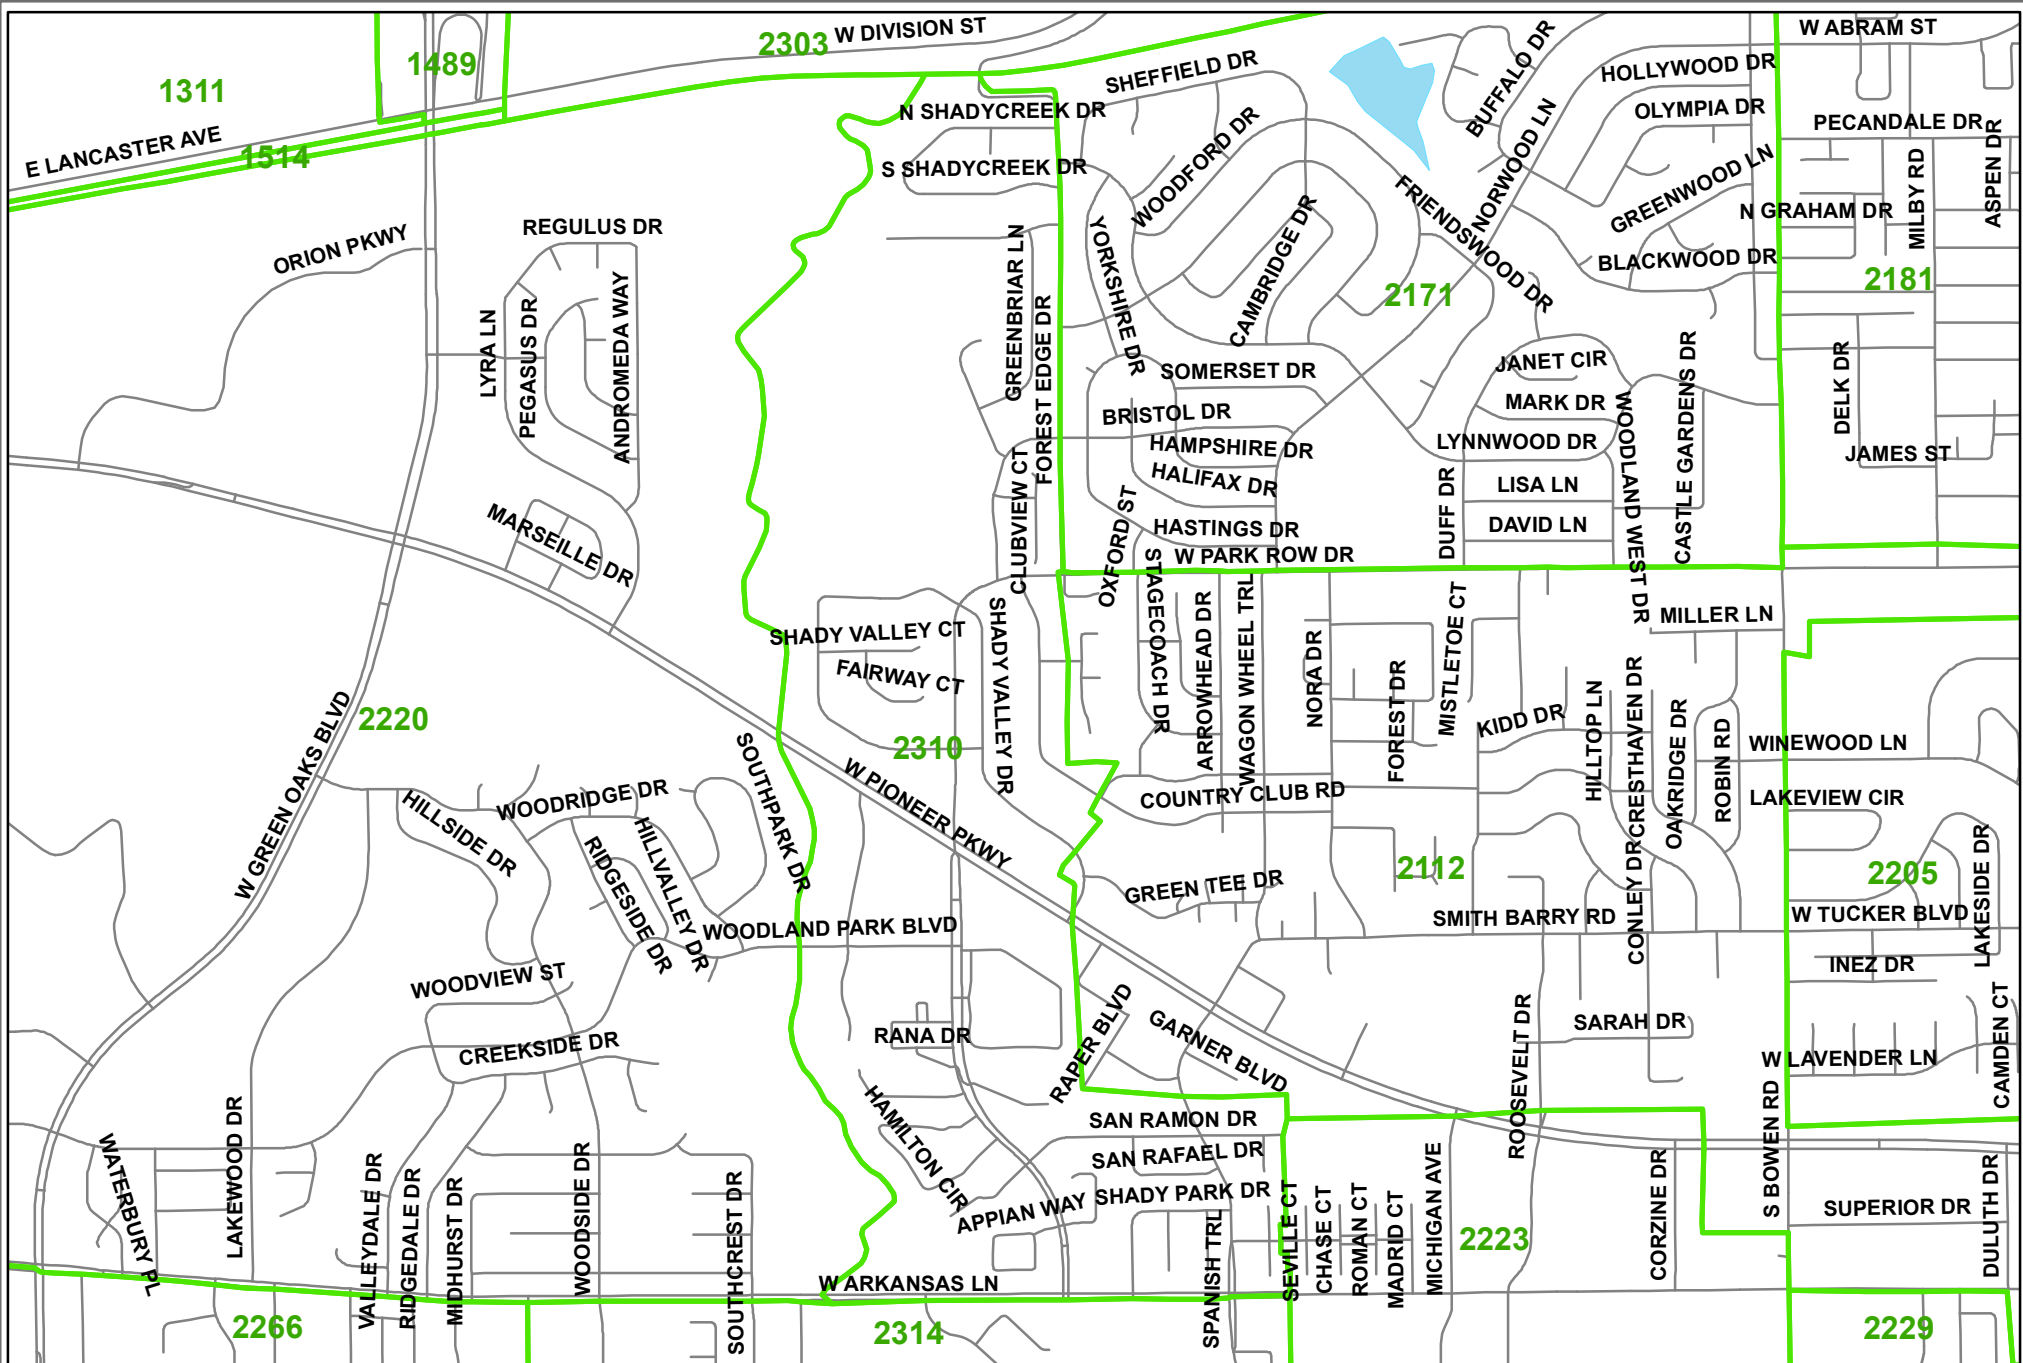 W DIVISION ST
2303
1489
1311
E LANCASTER AVE
1514
W ABRAM ST
BUFFALO DR
HOLLYWOOD DR
SHEFFIELD DR
N SHADYCREEK DR
OLYMPIA DR
PECANDALE DR
NORWOOD LN
WOODFORD DR
S SHADYCREEK DR
GREENWOOD LN
MILBY RD
ASPEN DR
FRIENDSWOOD DR
N GRAHAM DR
REGULUS DR
ORION PKWY
YORKSHIRE DR
CAMBRIDGE DR
BLACKWOOD DR
2181
2171
GREENBRIAR LN
FOREST EDGE DR
LYRA LN
PEGASUS DR
ANDROMEDA WAY
JANET CIR
SOMERSET DR
CASTLE GARDENS DR
DELK DR
MARK DR
BRISTOL DR
LYNNWOOD DR
WOODLAND WEST DR
HAMPSHIRE DR
JAMES ST
HALIFAX DR
LISA LN
CLUBVIEW CT
OXFORD ST
DUFF DR
DAVID LN
HASTINGS DR
MARSEILLE DR
W PARK ROW DR
STAGECOACH DR
MILLER LN
SHADY VALLEY CT
SHADY VALLEY DR
ARROWHEAD DR
WAGON WHEEL TRL
NORA DR
MISTLETOE CT
FOREST DR
FAIRWAY CT
2220
W GREEN OAKS BLVD
KIDD DR
HILLTOP LN
CRESTHAVEN DR
OAKRIDGE DR
ROBIN RD
WINEWOOD LN
2310
SOUTHPARK DR
W PIONEER PKWY
COUNTRY CLUB RD
LAKEVIEW CIR
WOODRIDGE DR
HILLSIDE DR
HILLVALLEY DR
RIDGESIDE DR
2112
2205
LAKESIDE DR
GREEN TEE DR
CONLEY DR
SMITH BARRY RD
W TUCKER BLVD
WOODLAND PARK BLVD
INEZ DR
WOODVIEW ST
CAMDEN CT
RAPER BLVD
GARNER BLVD
ROOSEVELT DR
SARAH DR
RANA DR
CREEKSIDE DR
W LAVENDER LN
HAMILTON CIR
SAN RAMON DR
S BOWEN RD
LAKEWOOD DR
WATERBURY PL
SAN RAFAEL DR
VALLEYDALE DR
RIDGEDALE DR
MIDHURST DR
WOODSIDE DR
SOUTHCREST DR
APPIAN WAY
SHADY PARK DR
SEVILLE CT
CHASE CT
ROMAN CT
MADRID CT
MICHIGAN AVE
CORZINE DR
SUPERIOR DR
DULUTH DR
2223
SPANISH TRL
W ARKANSAS LN
2266
2314
2229